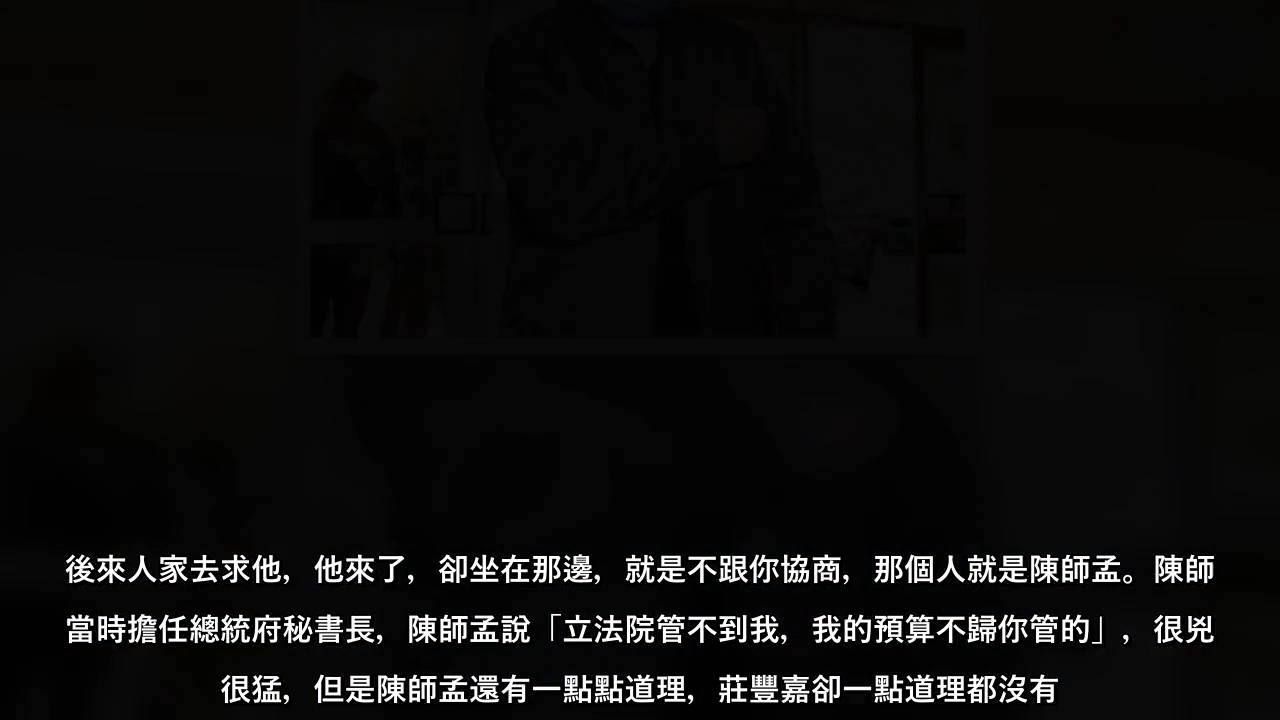 後來人家去求他，他來了，卻坐在那邊，就是不跟你協商，那個人就是陳師孟。陳師
當時擔任總統府秘書長，陳師孟說「立法院管不到我，我的預算不歸你管的」，很兇
很猛，但是陳師孟還有一點點道理，莊豐嘉卻一點道理都沒有